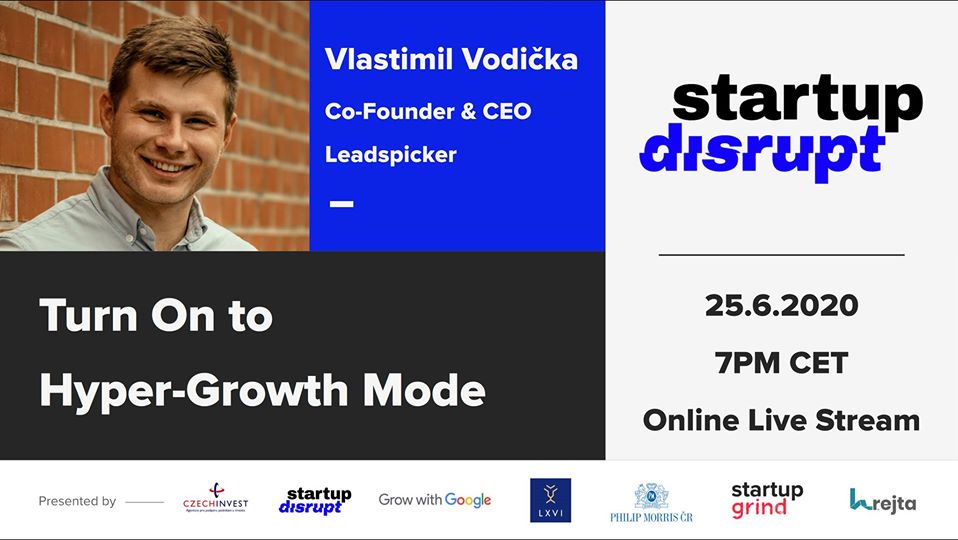 Vlastimil Vodička
Co-Founder & CEO
Leadspicker
startup
disrupt
Turn On to
Hyper-Growth Mode
25.6.2020
7PM CET
Online Live Stream
Presented by
CZECHINVEST
startup
disrupt
Grow with Google
LXVI
PHILIP MORRIS ČR
startup
grind
krejta